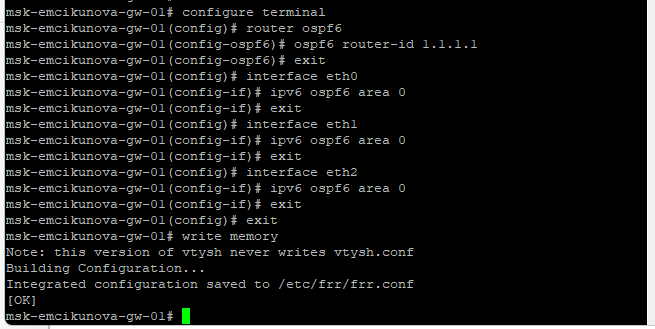 msk-emcikunova-gw-01# configure terminal
msk-emcikunova-gw-01(config)# router ospf6
msk-emcikunova-gw-01(config-ospf6)# ospf6 router-id 1.1.1.1
msk-emcikunova-gw-01(config-ospf6)# exit
msk-emcikunova-gw-01(config)# interface eth0
msk-emcikunova-gw-01(config-if)# ipv6 ospf6 area 0
msk-emcikunova-gw-01(config-if)# exit
msk-emcikunova-gw-01(config)# interface eth1
msk-emcikunova-gw-01(config-if)# ipv6 ospf6 area 0
msk-emcikunova-gw-01(config-if)# exit
msk-emcikunova-gw-01(config)# interface eth2
msk-emcikunova-gw-01(config-if)# ipv6 ospf6 area 0
msk-emcikunova-gw-01(config-if)# exit
msk-emcikunova-gw-01(config)# exit
msk-emcikunova-gw-01# write memory
Note: this version of vtysh never writes vtysh.conf
Building Configuration...
Integrated configuration saved to /etc/frr/frr.conf
[OK]
msk-emcikunova-gw-01#